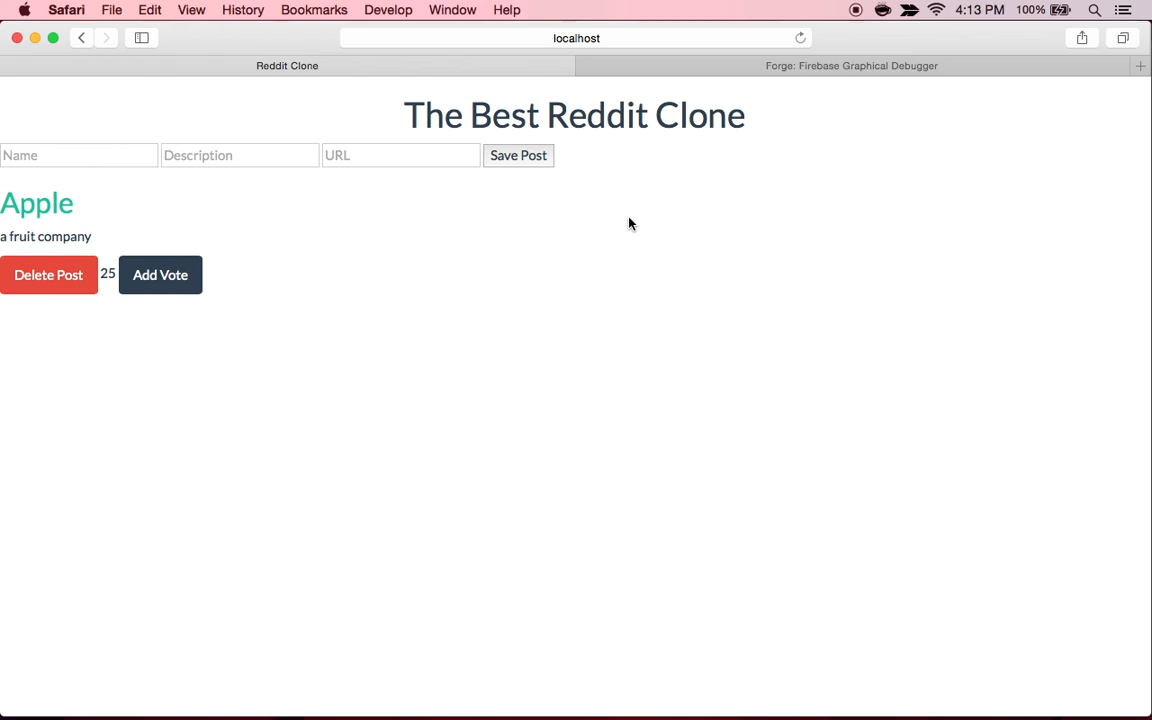 Safari File Edit View History Bookmarks Develop Window Help 4:13 PM 100%
localhost
Reddit Clone Forge: Firebase Graphical Debugger
The Best Reddit Clone
Name Description URL Save Post
Apple
a fruit company
Delete Post 25 Add Vote